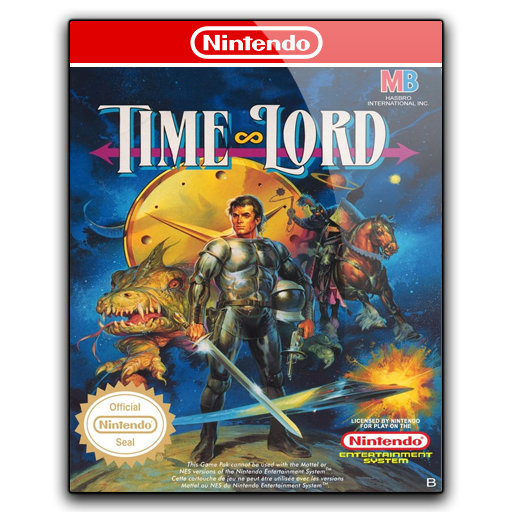 Nintendo
MB
HASBRO
INTERNATIONAL INC.
TIME ∞ LORD
Official
Nintendo
Seal
LICENSED BY NINTENDO
FOR PLAY ON THE
Nintendo
ENTERTAINMENT
SYSTEM
This Game Pak cannot be used with the Mattel or
NES versions of the Nintendo Entertainment System.
Cette cartouche de jeu ne peut être utilisée avec les versions
Mattel au NES du Nintendo Entertainment System.
B